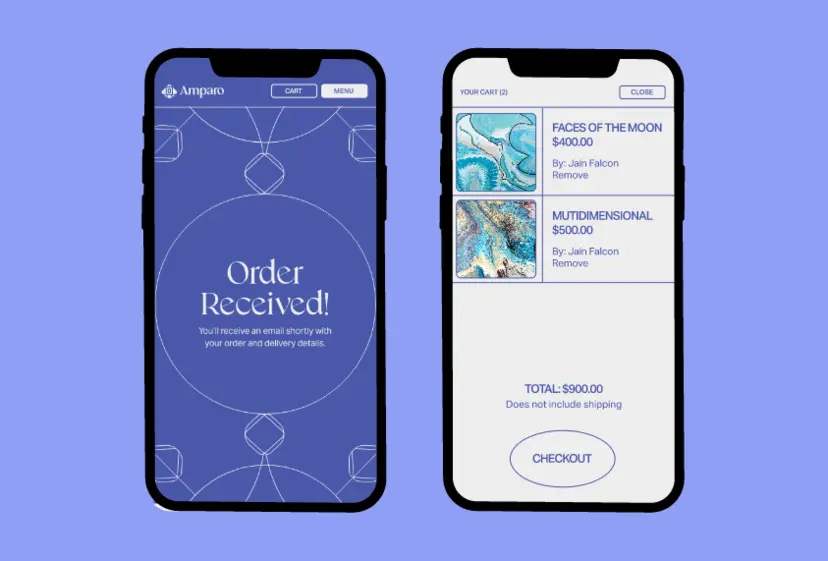 Amparo
CART
MENU
Order
Received!
You'll receive an email shortly with
your order and delivery details.
YOUR CART (2)
CLOSE
FACES OF THE MOON
$400.00
By: Jain Falcon
Remove
MUTIDIMENSIONAL
$500.00
By: Jain Falcon
Remove
TOTAL: $900.00
Does not include shipping
CHECKOUT